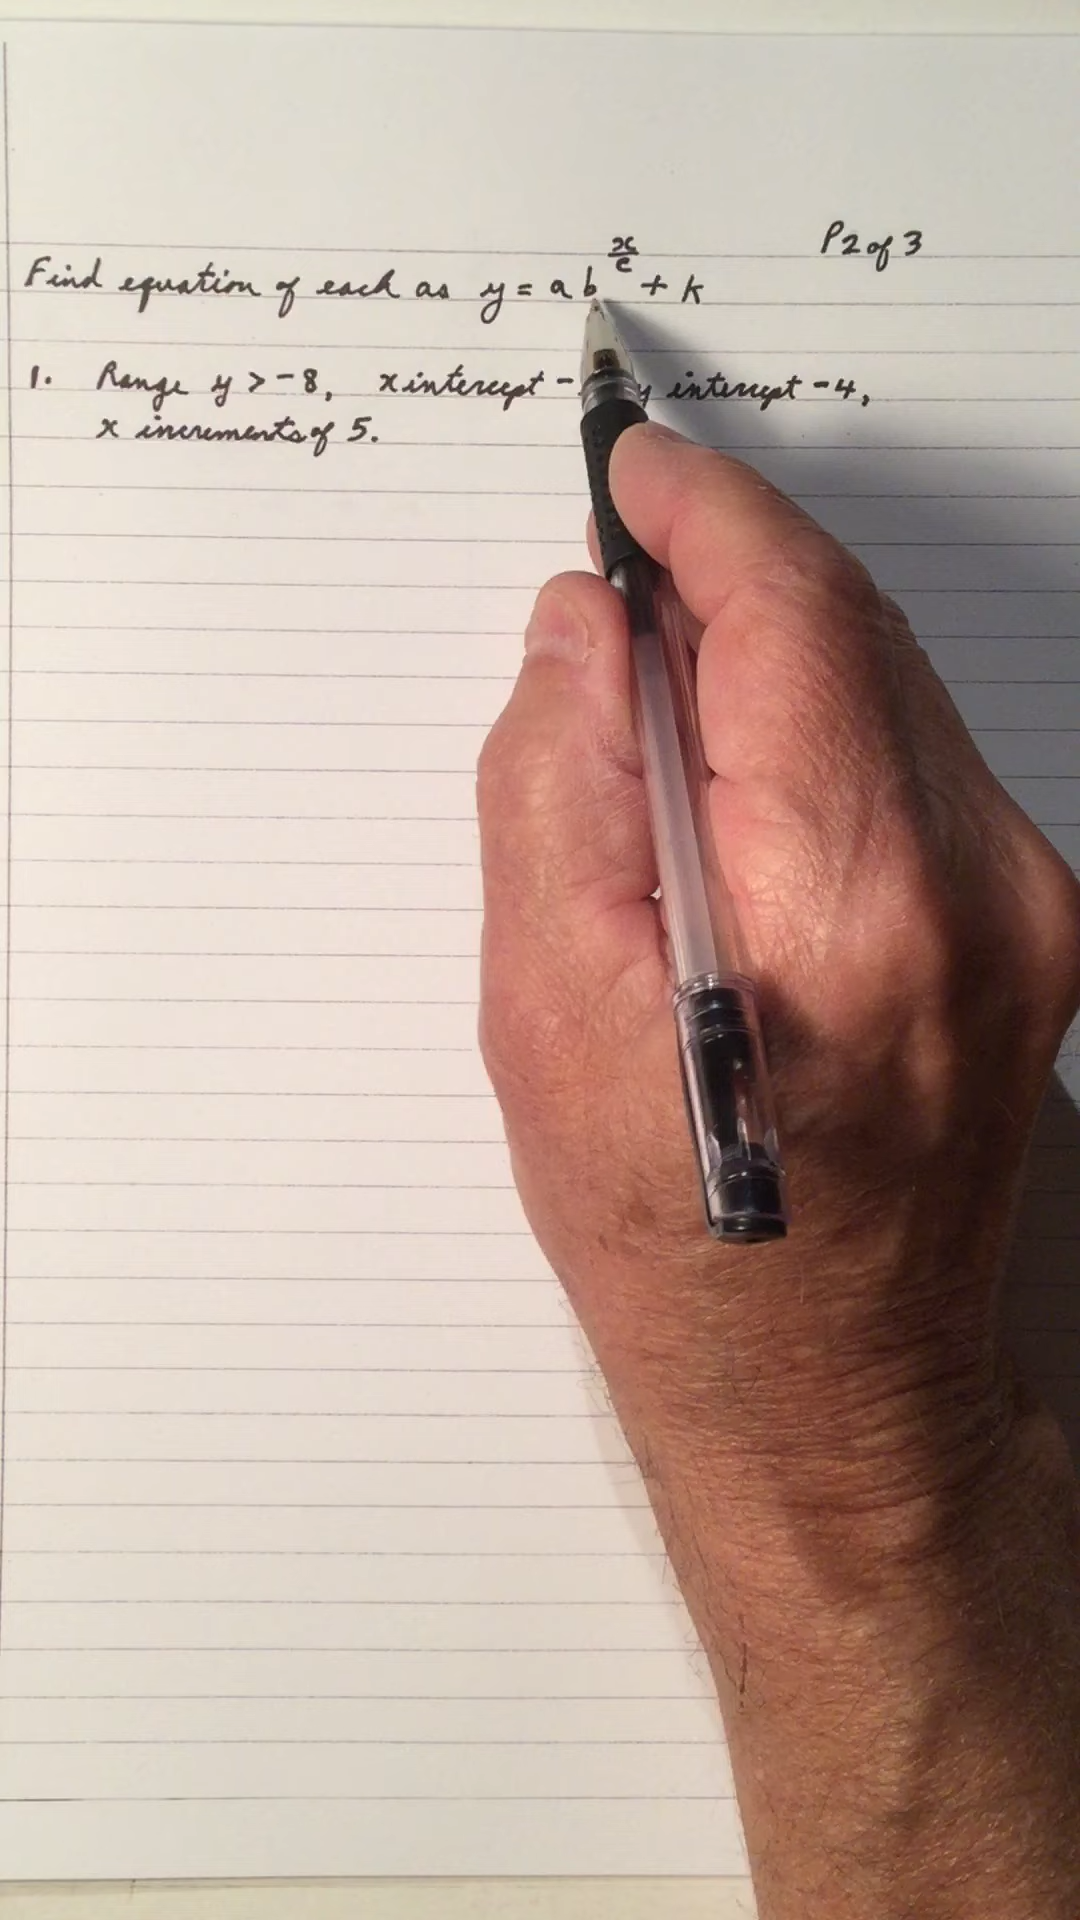 P2 of 3
Find equation of each as y = a b^(x/c) + k
1. Range y > -8, x intercept - y intercept -4,
x increments of 5.